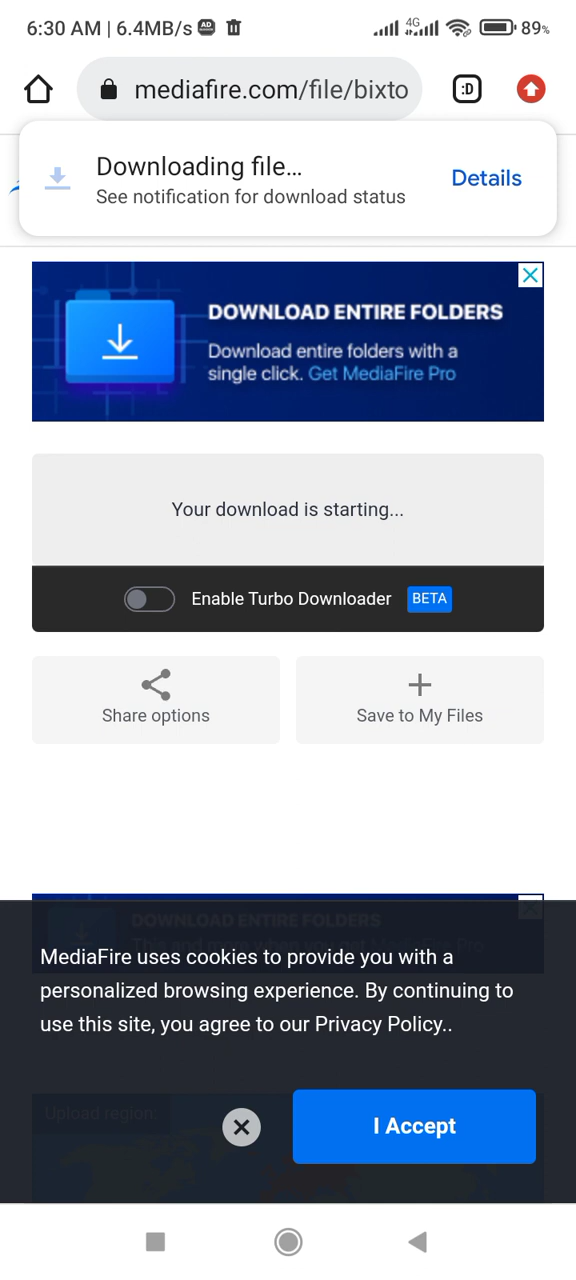 6:30 AM | 6.4MB/s AD
4G
89%
mediafire.com/file/bixto
:D
Downloading file...
See notification for download status
Details
DOWNLOAD ENTIRE FOLDERS
Download entire folders with a
single click. Get MediaFire Pro
Your download is starting...
Enable Turbo Downloader BETA
Share options
Save to My Files
DOWNLOAD ENTIRE FOLDERS
MediaFire uses cookies to provide you with a
personalized browsing experience. By continuing to
use this site, you agree to our Privacy Policy..
Upload region:
I Accept